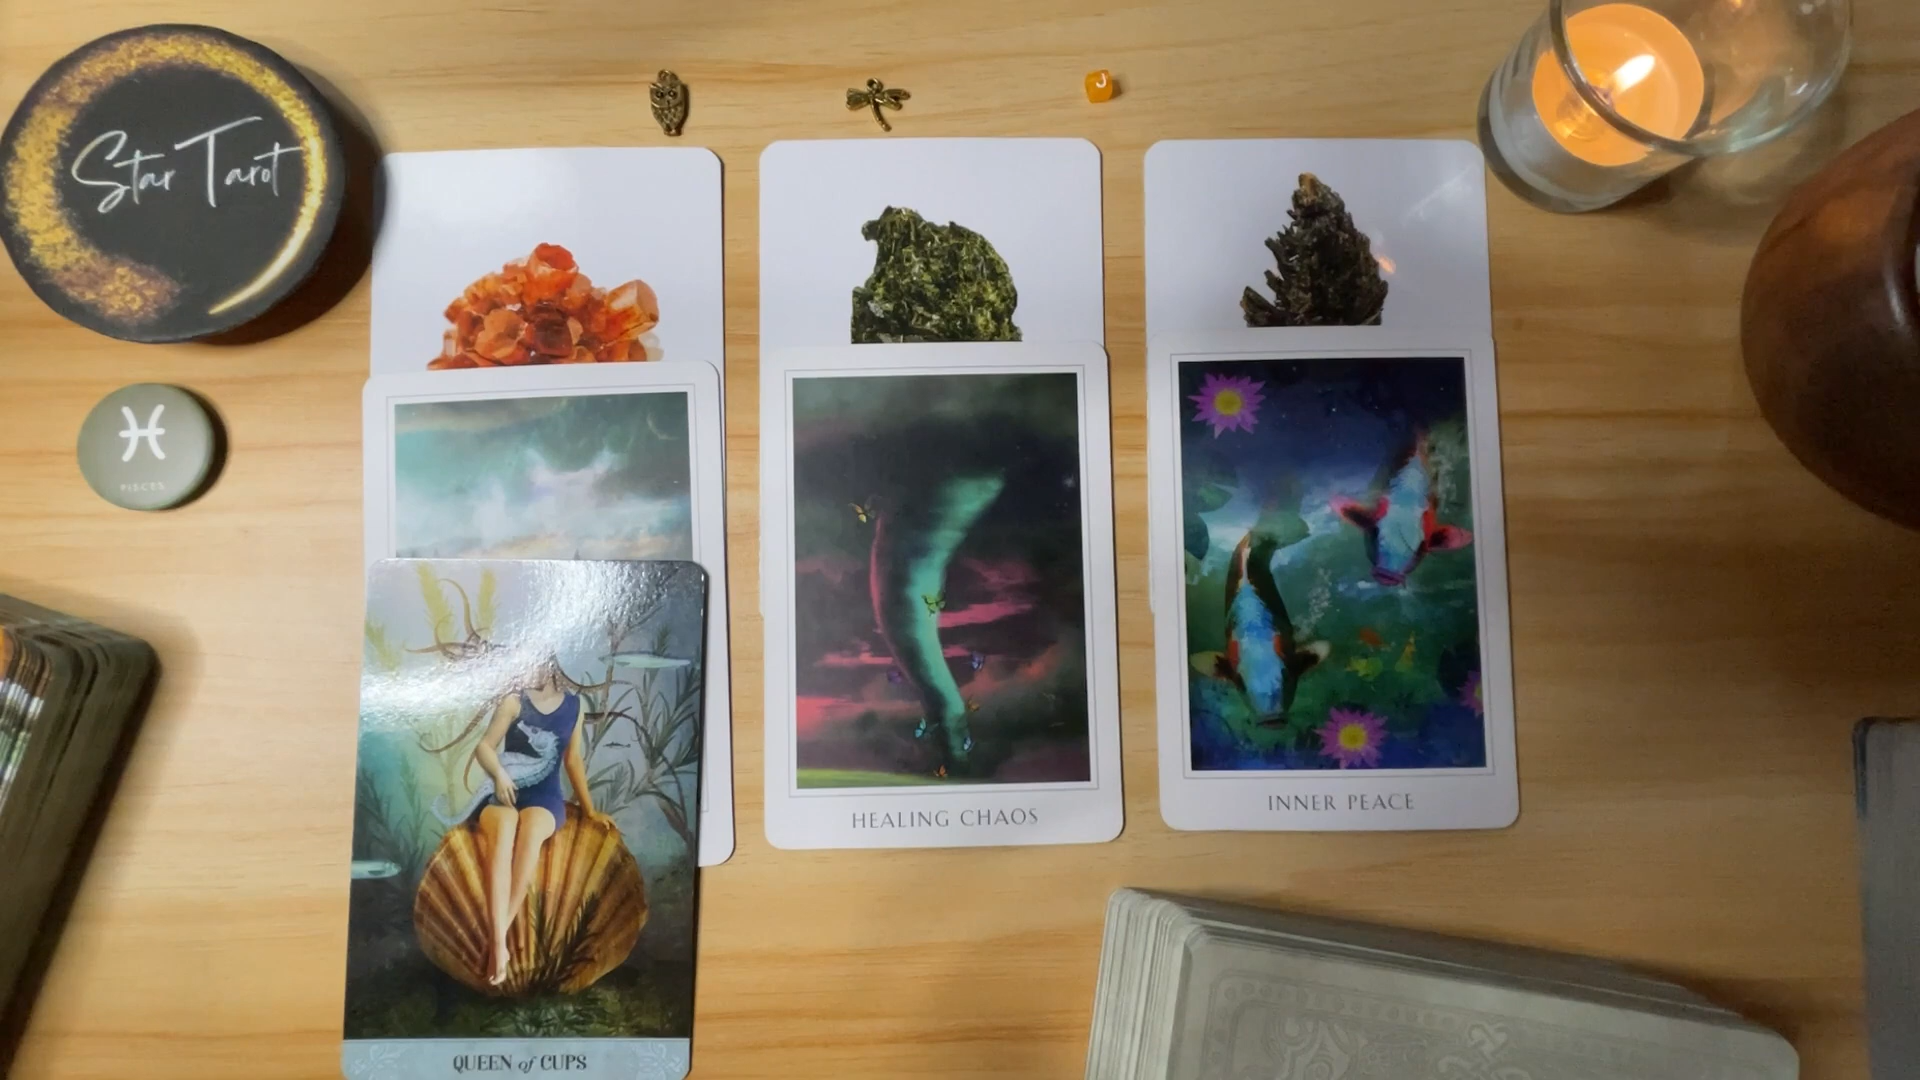 Star Tarot
J
PISCES
HEALING CHAOS
INNER PEACE
QUEEN of CUPS